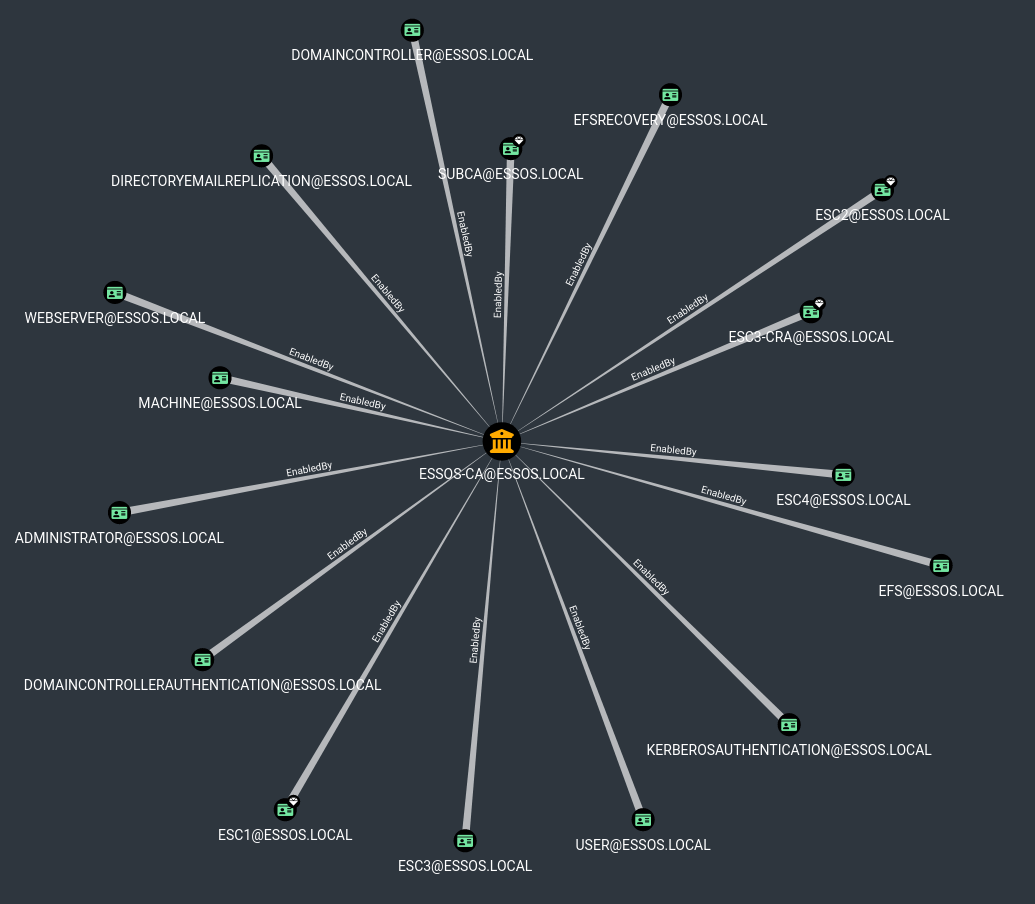 DOMAINCONTROLLER@ESSOS.LOCAL
EFSRECOVERY@ESSOS.LOCAL
SUBCA@ESSOS.LOCAL
DIRECTORYEMAILREPLICATION@ESSOS.LOCAL
ESC2@ESSOS.LOCAL
EnabledBy
EnabledBy
EnabledBy
EnabledBy
EnabledBy
WEBSERVER@ESSOS.LOCAL
ESC3-CRA@ESSOS.LOCAL
EnabledBy
EnabledBy
MACHINE@ESSOS.LOCAL
EnabledBy
EnabledBy
EnabledBy
ESSOS-CA@ESSOS.LOCAL
EnabledBy
ESC4@ESSOS.LOCAL
ADMINISTRATOR@ESSOS.LOCAL
EnabledBy
EnabledBy
EFS@ESSOS.LOCAL
EnabledBy
EnabledBy
EnabledBy
DOMAINCONTROLLERAUTHENTICATION@ESSOS.LOCAL
KERBEROSAUTHENTICATION@ESSOS.LOCAL
ESC1@ESSOS.LOCAL
USER@ESSOS.LOCAL
ESC3@ESSOS.LOCAL